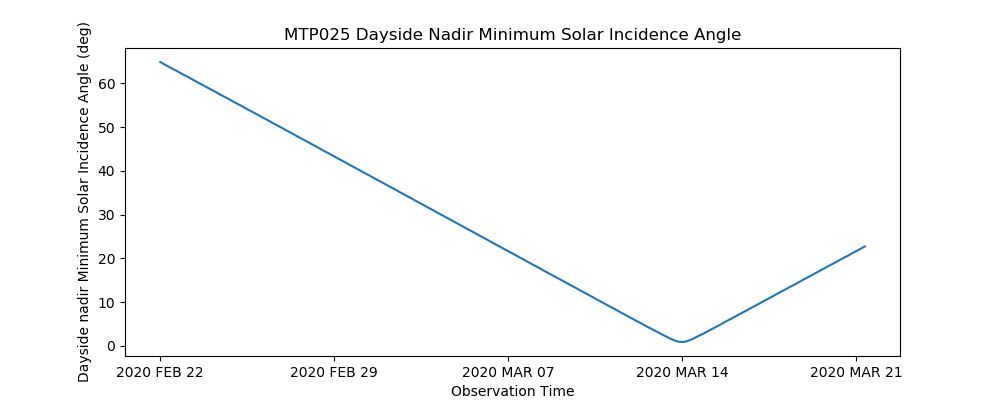 MTP025 Dayside Nadir Minimum Solar Incidence Angle
Dayside nadir Minimum Solar Incidence Angle (deg)
60
50
40
30
20
10
0
2020 FEB 22
2020 FEB 29
2020 MAR 07
2020 MAR 14
2020 MAR 21
Observation Time